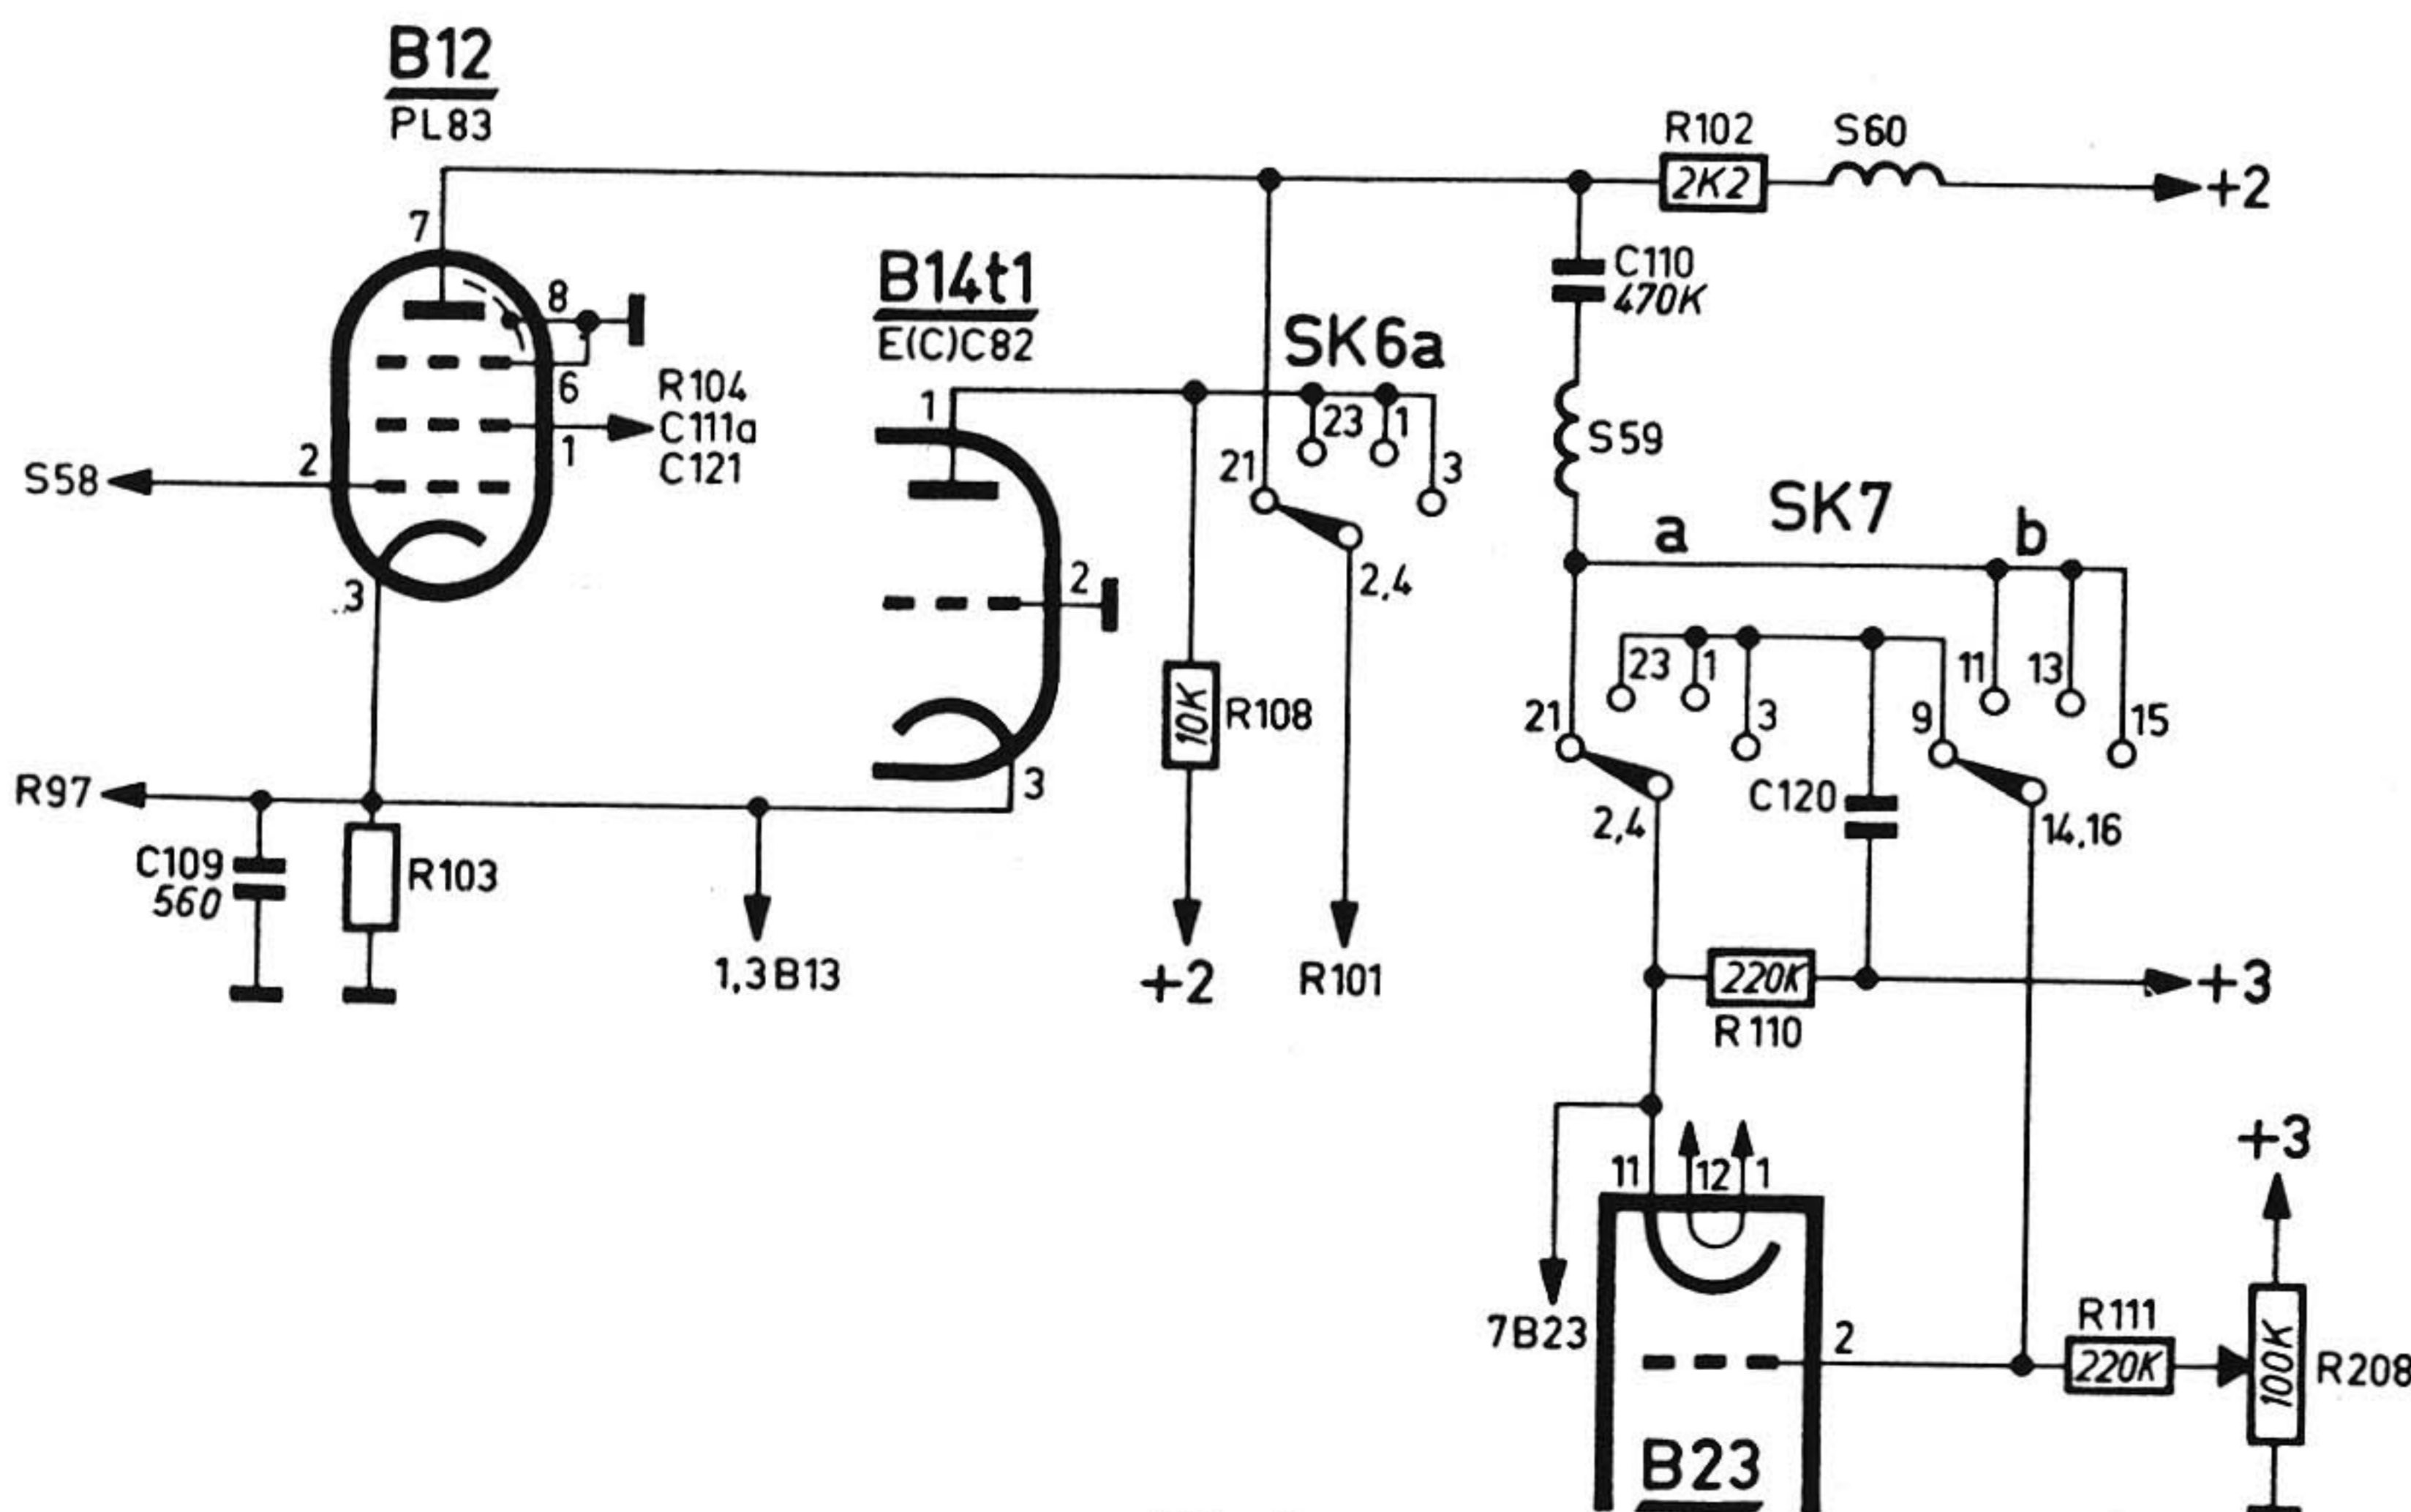 B12
PL83
R102
S60
2K2
+2
7
8
B14t1
E(C)C82
C110
470K
SK6a
6
R104
C111a
C121
1
1
23
1
S58
2
21
3
S59
SK7
a
b
3
2
2,4
23
1
11
13
10K
R108
21
3
9
15
R97
3
C120
2,4
14,16
C109
560
R103
1,3B13
+2
R101
220K
+3
R110
+3
11
12
1
7B23
2
R111
220K
100K
R208
B23